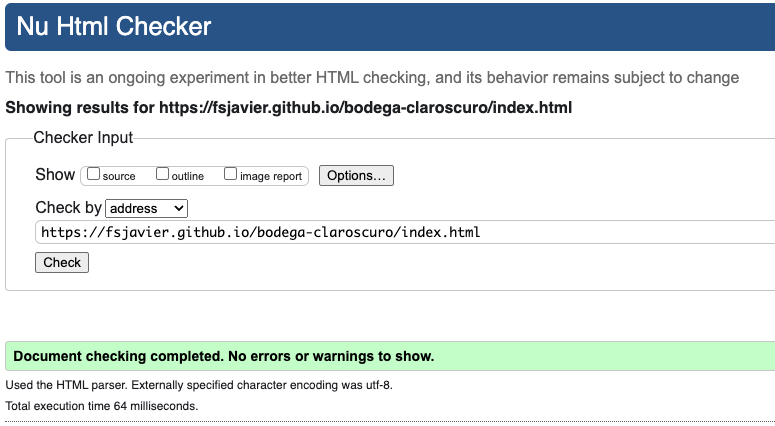 Nu Html Checker
This tool is an ongoing experiment in better HTML checking, and its behavior remains subject to change
Showing results for https://fsjavier.github.io/bodega-claroscuro/index.html
Checker Input
Show source outline image report Options...
Check by address
https://fsjavier.github.io/bodega-claroscuro/index.html
Check
Document checking completed. No errors or warnings to show.
Used the HTML parser. Externally specified character encoding was utf-8.
Total execution time 64 milliseconds.